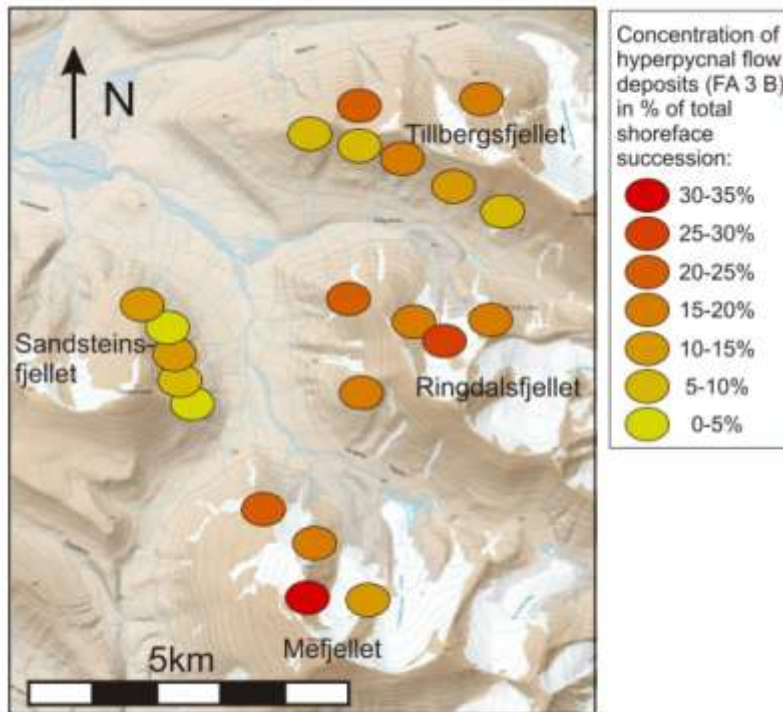 N
Tillbergsfjellet
Sandsteins-
fjellet
Ringdalsfjellet
Mefjellet
5km
Concentration of
hyperpycnal flow
deposits (FA 3 B)
in % of total
shoreface
succession:
30-35%
25-30%
20-25%
15-20%
10-15%
5-10%
0-5%